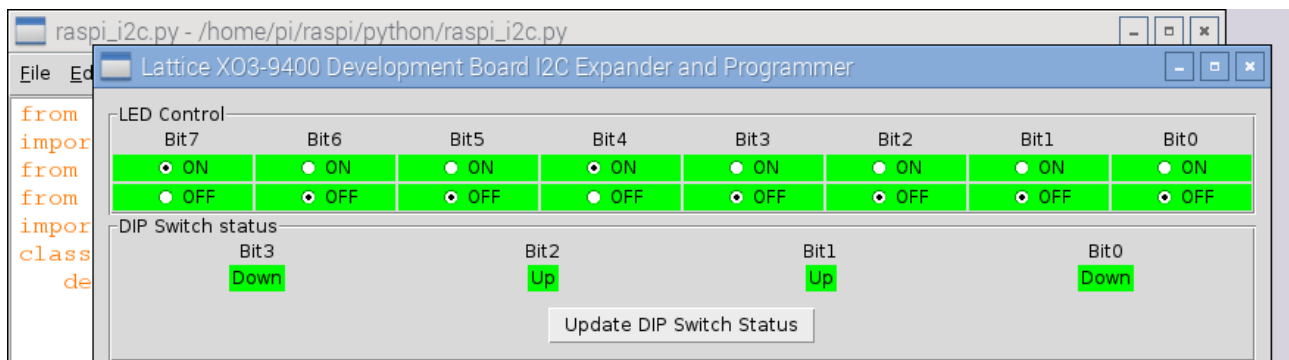 raspi_i2c.py - /home/pi/raspi/python/raspi_i2c.py
File Ed
Lattice XO3-9400 Development Board I2C Expander and Programmer
from
impor
from
from
impor
class
de
LED Control
Bit7 Bit6 Bit5 Bit4 Bit3 Bit2 Bit1 Bit0
ON ON ON ON ON ON ON ON
OFF OFF OFF OFF OFF OFF OFF OFF
DIP Switch status
Bit3 Bit2 Bit1 Bit0
Down Up Up Down
Update DIP Switch Status